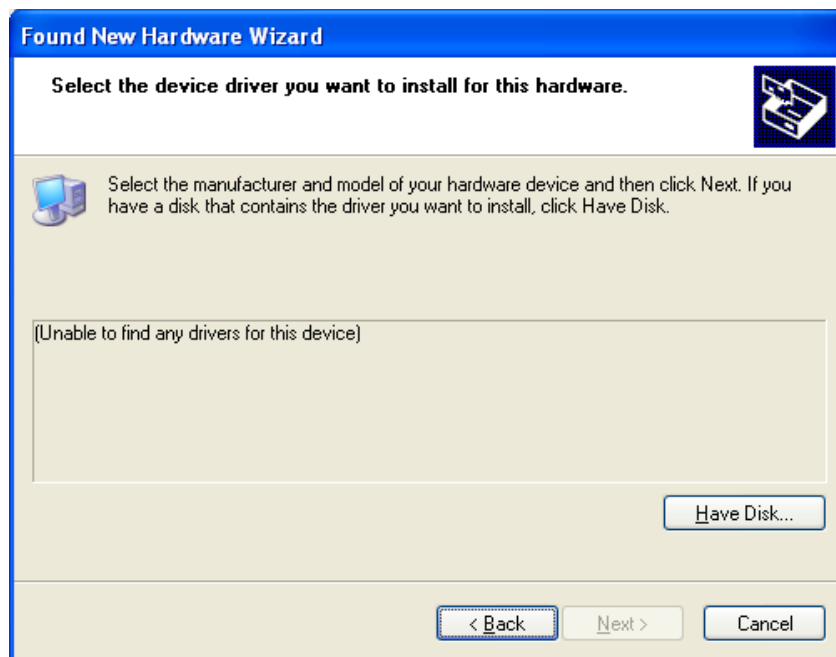 Found New Hardware Wizard
Select the device driver you want to install for this hardware.
Select the manufacturer and model of your hardware device and then click Next. If you
have a disk that contains the driver you want to install, click Have Disk.
(Unable to find any drivers for this device)
Have Disk...
< Back
Next >
Cancel